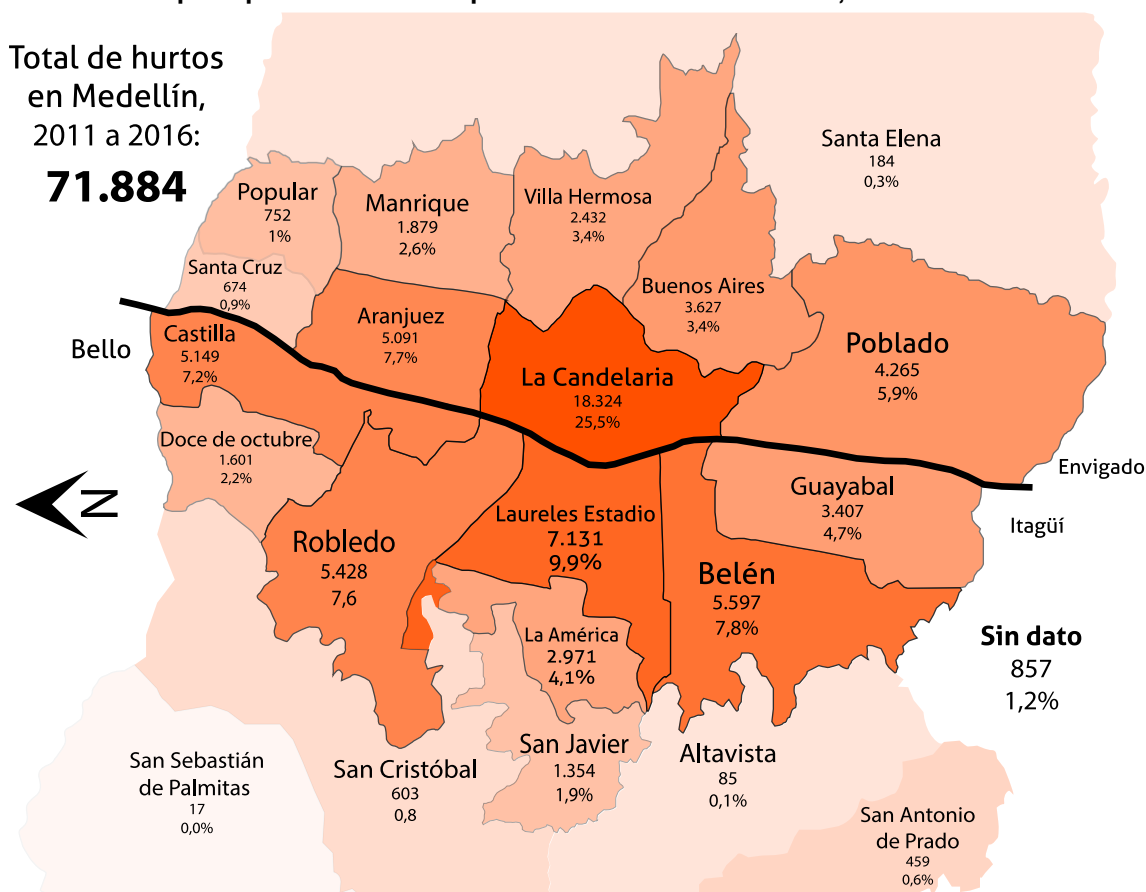 Total de hurtos
en Medellín,
2011 a 2016:
71.884
Santa Elena
184
0,3%
Popular
752
1%
Manrique
1.879
2,6%
Villa Hermosa
2.432
3,4%
Santa Cruz
674
0,9%
Buenos Aires
3.627
3,4%
Aranjuez
5.091
7,7%
Castilla
5.149
7,2%
Bello
Poblado
4.265
5,9%
La Candelaria
18.324
25,5%
Doce de octubre
1.601
2,2%
Envigado
Guayabal
3.407
4,7%
N
Itagüí
Laureles Estadio
7.131
9,9%
Robledo
5.428
7,6
Belén
5.597
7,8%
La América
2.971
4,1%
Sin dato
857
1,2%
San Javier
1.354
1,9%
Altavista
85
0,1%
San Sebastián
de Palmitas
17
0,0%
San Cristóbal
603
0,8
San Antonio
de Prado
459
0,6%